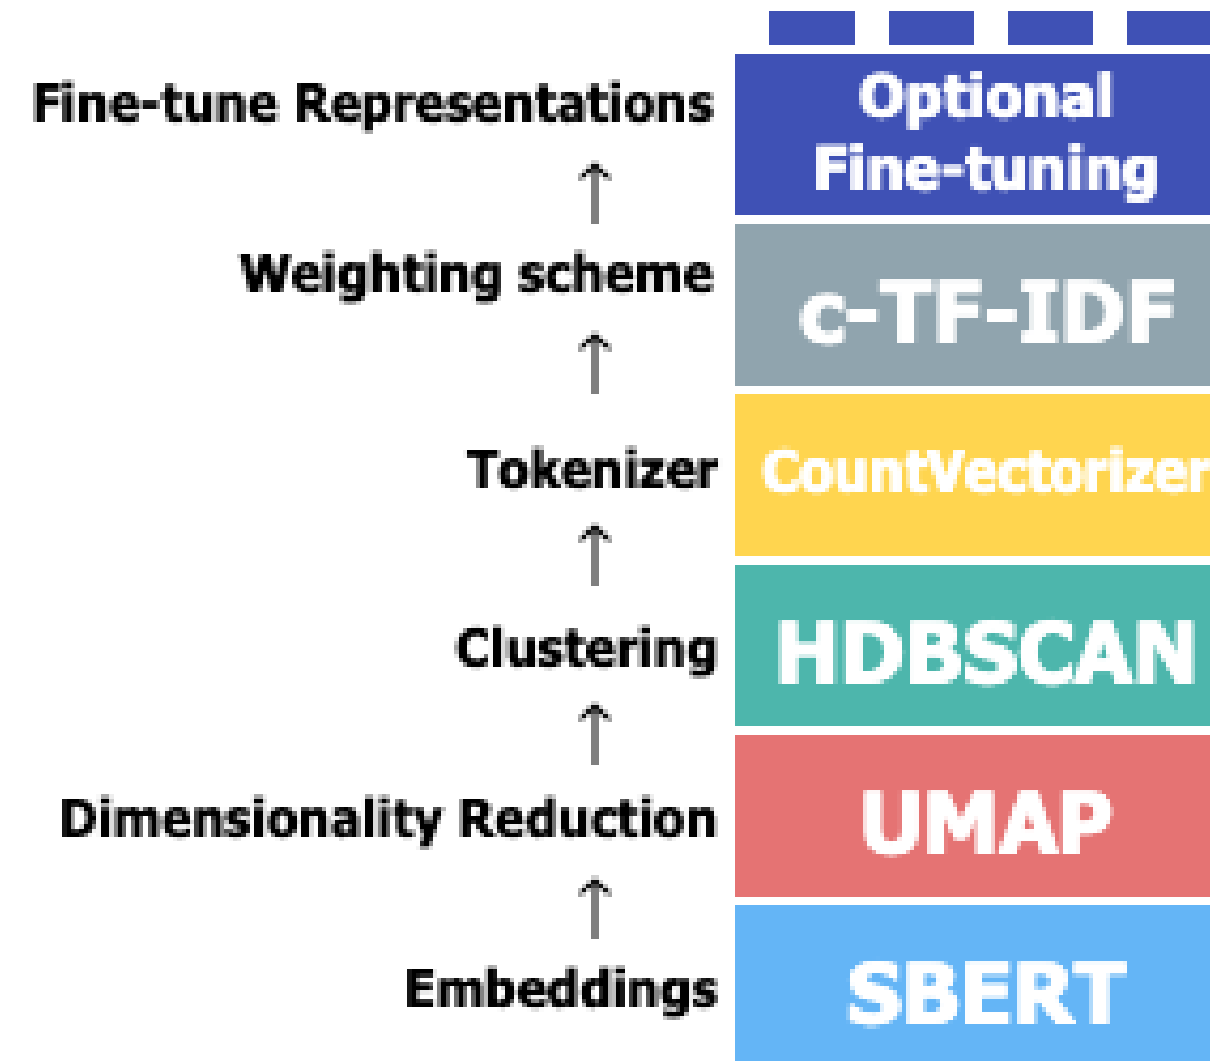 Fine-tune Representations
Optional
Fine-tuning
Weighting scheme
c-TF-IDF
Tokenizer
CountVectorizer
Clustering
HDBSCAN
Dimensionality Reduction
UMAP
Embeddings
SBERT